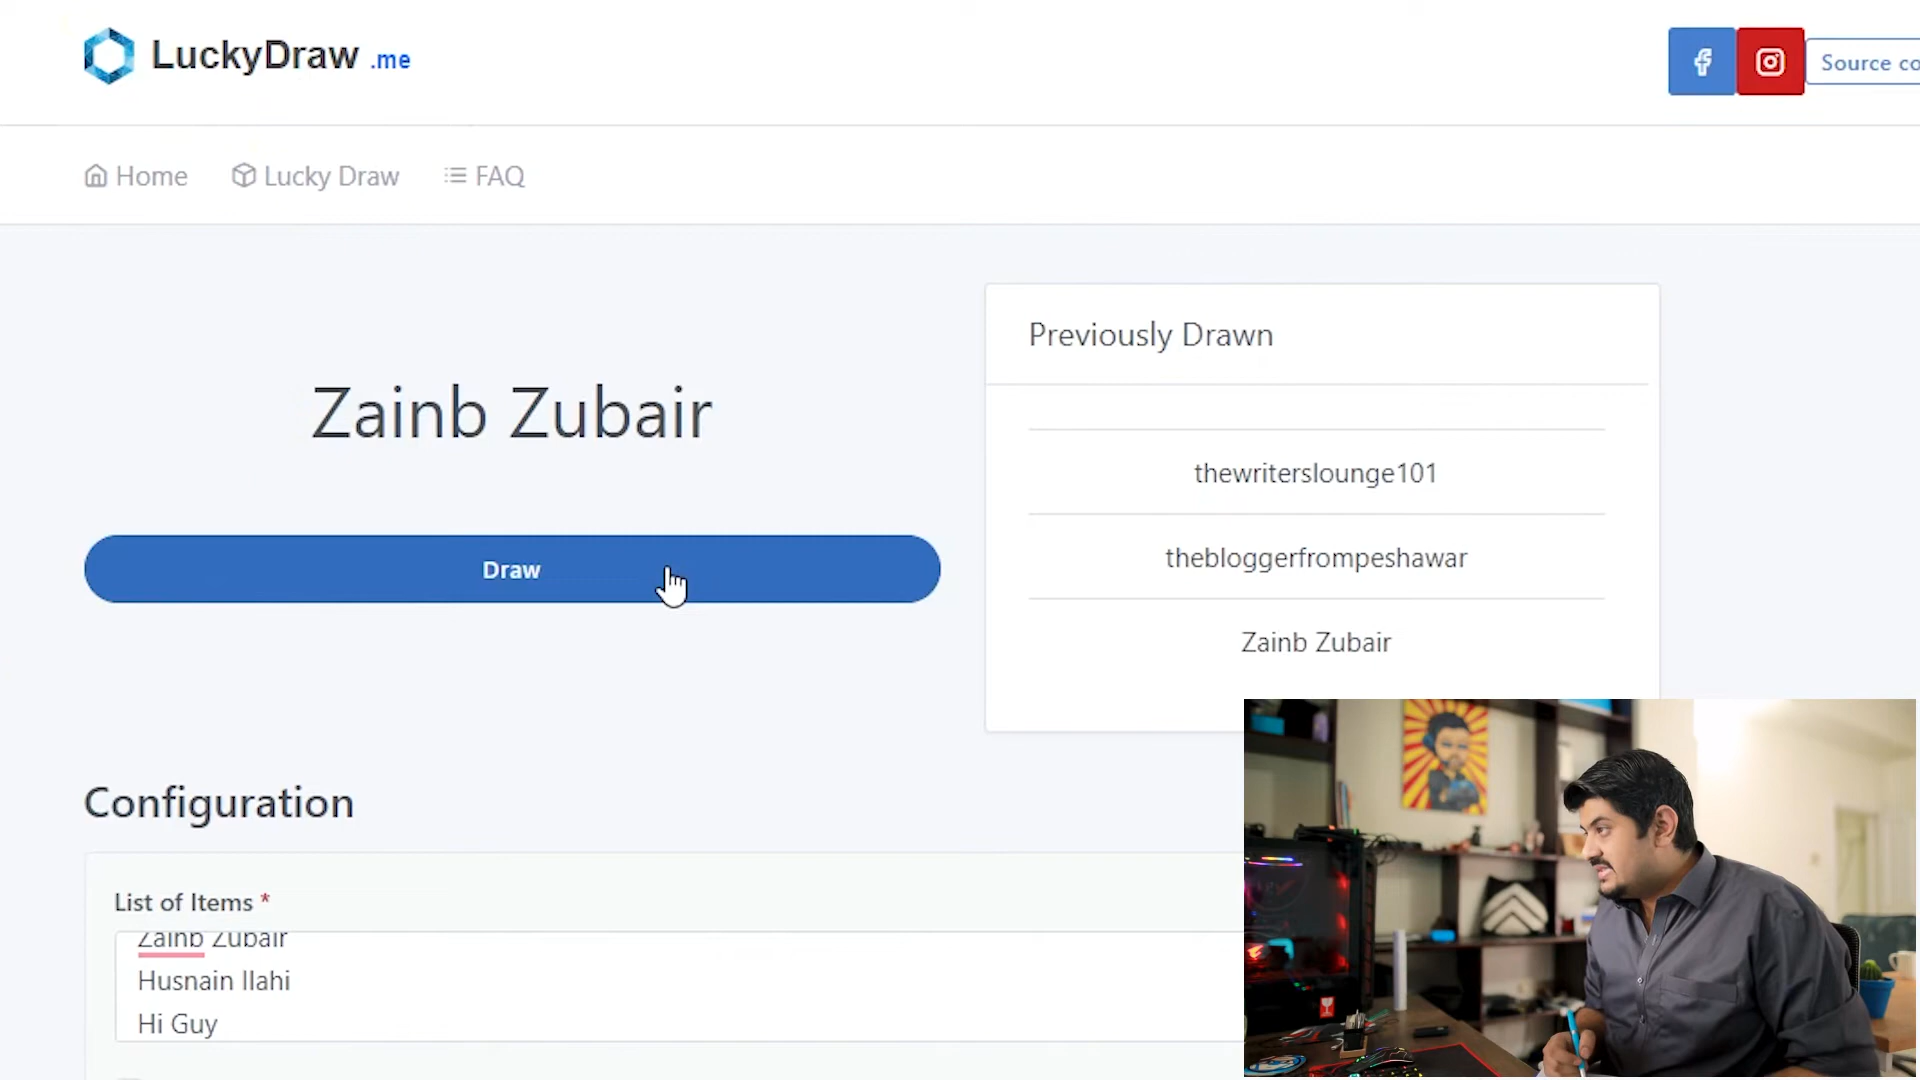 LuckyDraw .me
Source co
Home Lucky Draw FAQ
Previously Drawn
Zainb Zubair
thewriterslounge101
thebloggerfrompeshawar
Draw
Zainb Zubair
Configuration
List of Items *
Zainb Zubair
Husnain Ilahi
Hi Guy